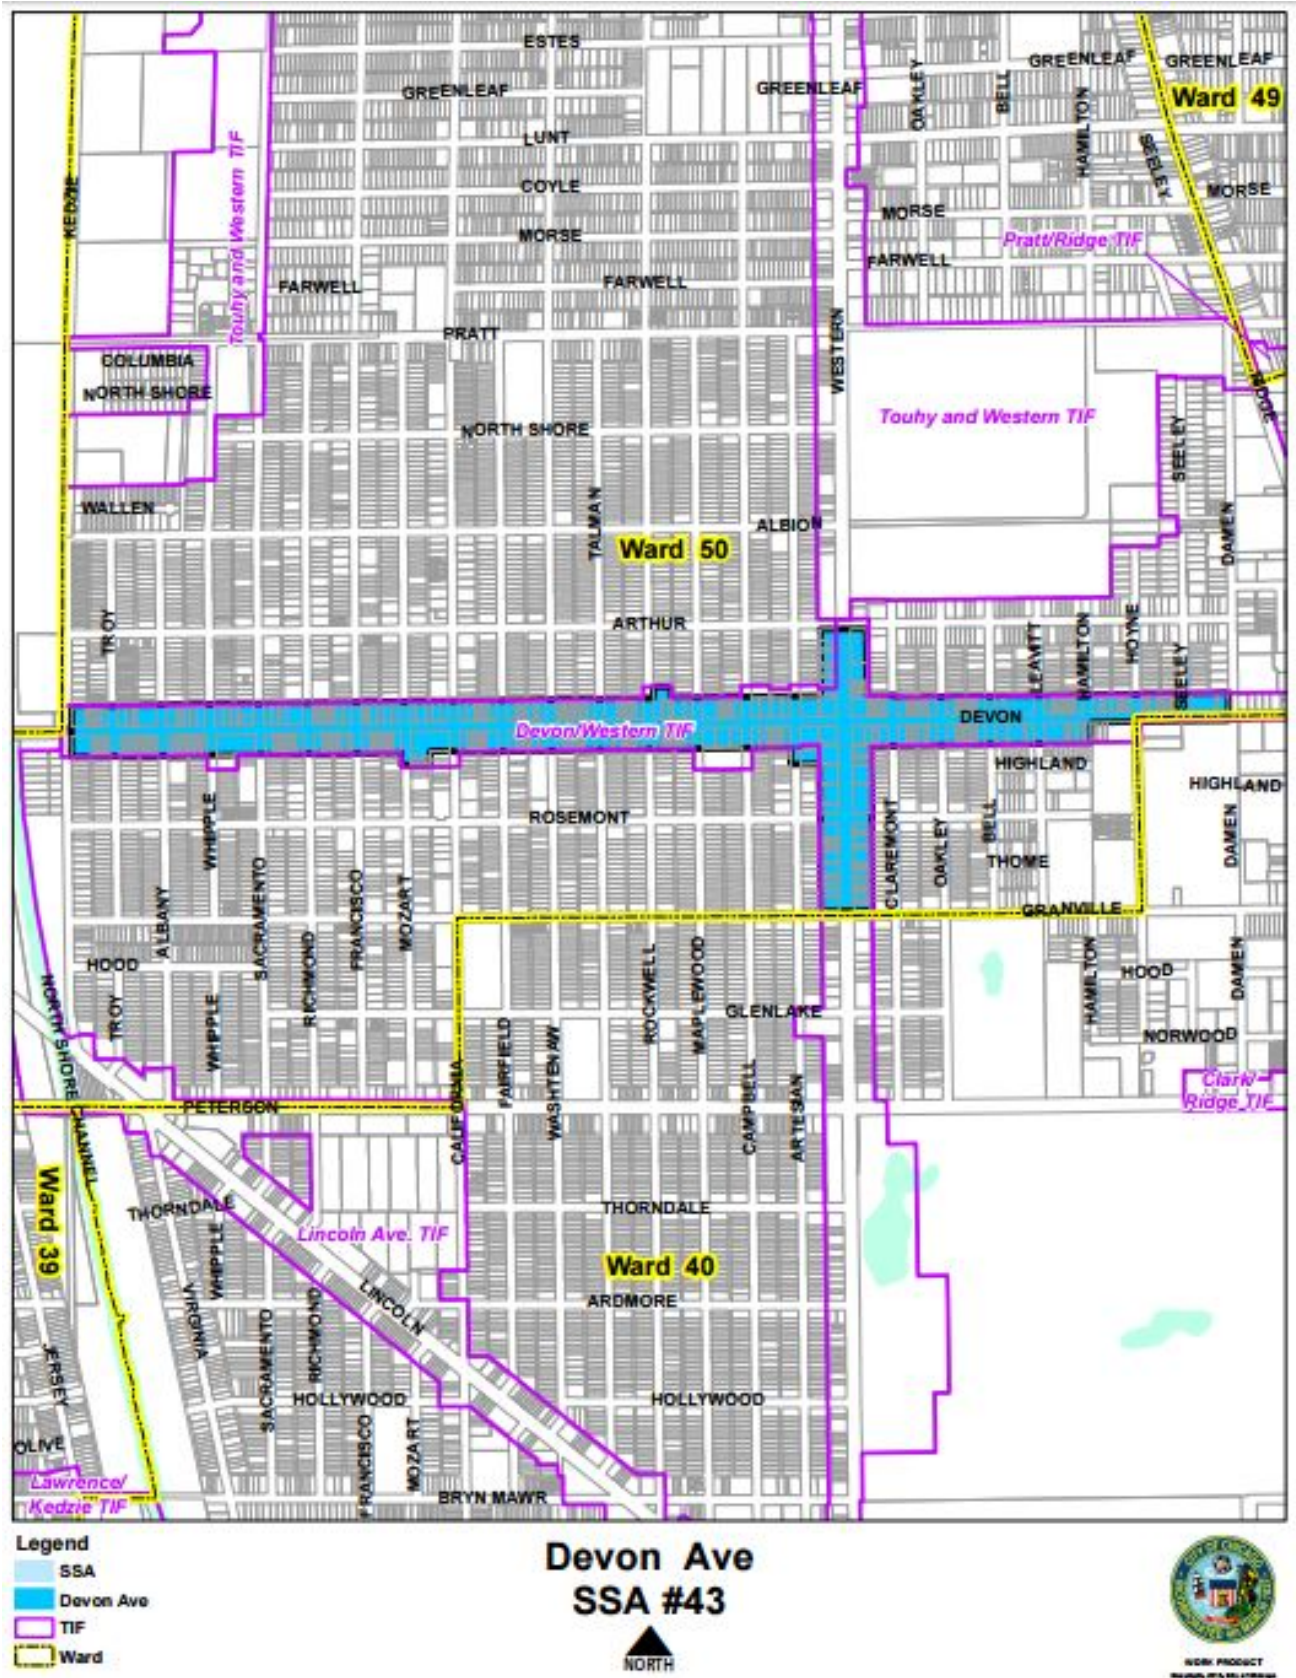 ESTES
GREENLEAF
GREENLEAF
GREENLEAF
GREENLEAF
OAKLEY
BELL
HAMILTON
SEELEY
Ward 49
LUNT
COYLE
MORSE
MORSE
MORSE
KEDZIE
Touhy and Western TIF
Pratt/Ridge TIF
FARWELL
FARWELL
FARWELL
PRATT
WESTERN
COLUMBIA
NORTH SHORE
RIDGE
NORTH SHORE
Touhy and Western TIF
SEELEY
WALLEN
TALMAN
ALBION
DAMEN
Ward 50
TROY
ARTHUR
LEAVITT
HAMILTON
HOYNE
SEELEY
Devon/Western TIF
DEVON
HIGHLAND
HIGHLAND
WHIPPLE
ROSEMONT
CLAREMONT
OAKLEY
BELL
THOME
DAMEN
ALBANY
SACRAMENTO
FRANCISCO
MOZART
GRANVILLE
HOOD
RICHMOND
ROCKWELL
MAPLEWOOD
HAMILTON
HOOD
DAMEN
NORTH SHORE CHANNEL
TROY
WHIPPLE
GLENLAKE
NORWOOD
FAIRFIELD
WASHTENAW
CALIFORNIA
CAMPBELL
ARTESIAN
Clark/
Ridge TIF
PETERSON
Ward 39
THORNDALE
THORNDALE
WHIPPLE
Lincoln Ave. TIF
Ward 40
VIRGINIA
LINCOLN
ARDMORE
JERSEY
SACRAMENTO
RICHMOND
HOLLYWOOD
HOLLYWOOD
OLIVE
FRANCISCO
MOZART
Lawrence/
Kedzie TIF
BRYN MAWR
Legend
SSA
Devon Ave
TIF
Ward
Devon Ave
SSA #43
NORTH
CITY OF CHICAGO
WORK PRODUCT